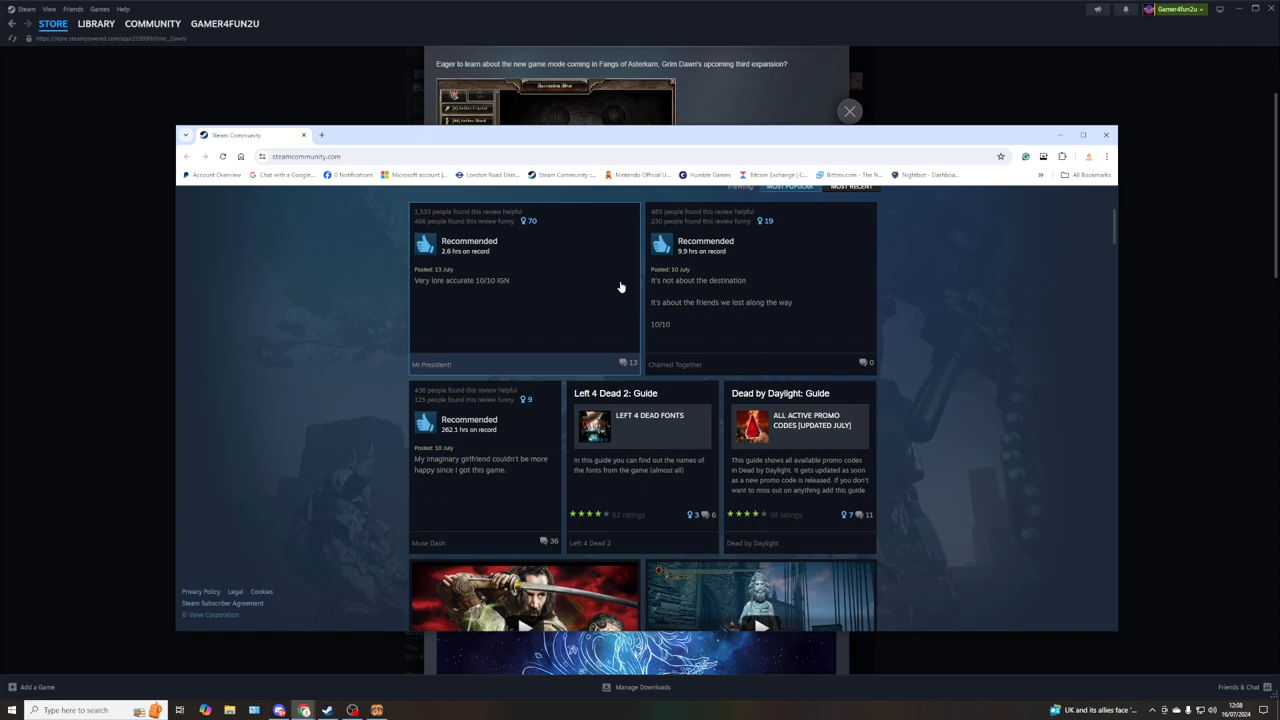 Steam View Friends Games Help
Gamer4fun2u
STORE LIBRARY COMMUNITY GAMER4FUN2U
https://store.steampowered.com/app/219990/Grim_Dawn/
Eager to learn about the new game mode coming in Fangs of Asterkarn, Grim Dawn's upcoming third expansion?
Steam Community
steamcommunity.com
Account Overview
Chat with a Google...
0 Notifications
Microsoft account |...
London Road User...
Steam Community :...
Nintendo Official U...
Humble Games
Bitcoin Exchange | C...
Bittrex.com - The N...
Nightbot - Dashboa...
»
All Bookmarks
Viewing MOST POPULAR MOST RECENT
1,533 people found this review helpful
466 people found this review funny 70
Recommended
2.6 hrs on record
Posted: 13 July
Very lore accurate 10/10 IGN
Mr.President!
13
485 people found this review helpful
230 people found this review funny 19
Recommended
9.9 hrs on record
Posted: 10 July
It's not about the destination
It's about the friends we lost along the way
10/10
Chained Together
0
438 people found this review helpful
125 people found this review funny 9
Recommended
262.1 hrs on record
Posted: 10 July
My imaginary girlfriend couldn't be more
happy since I got this game.
Muse Dash
36
Left 4 Dead 2: Guide
LEFT 4 DEAD FONTS
In this guide you can find out the names of
the fonts from the game (almost all)
62 ratings
3 6
Left 4 Dead 2
Dead by Daylight: Guide
ALL ACTIVE PROMO
CODES [UPDATED JULY]
This guide shows all available promo codes
in Dead by Daylight. It gets updated as soon
as a new promo code is released. If you don't
want to miss out on anything add this guide
38 ratings
7 11
Dead by Daylight
Privacy Policy Legal Cookies
Steam Subscriber Agreement
© Valve Corporation.
Add a Game
Manage Downloads
Friends & Chat
Type here to search
UK and its allies face '...
12:08
16/07/2024